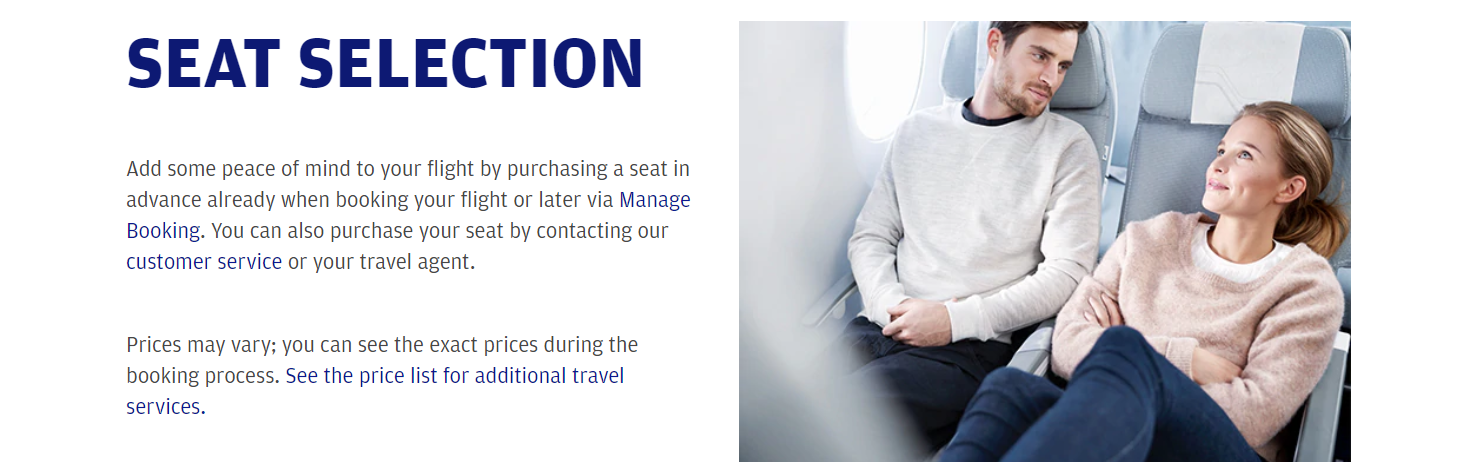 SEAT SELECTION
Add some peace of mind to your flight by purchasing a seat in
advance already when booking your flight or later via Manage
Booking. You can also purchase your seat by contacting our
customer service or your travel agent.
Prices may vary; you can see the exact prices during the
booking process. See the price list for additional travel
services.